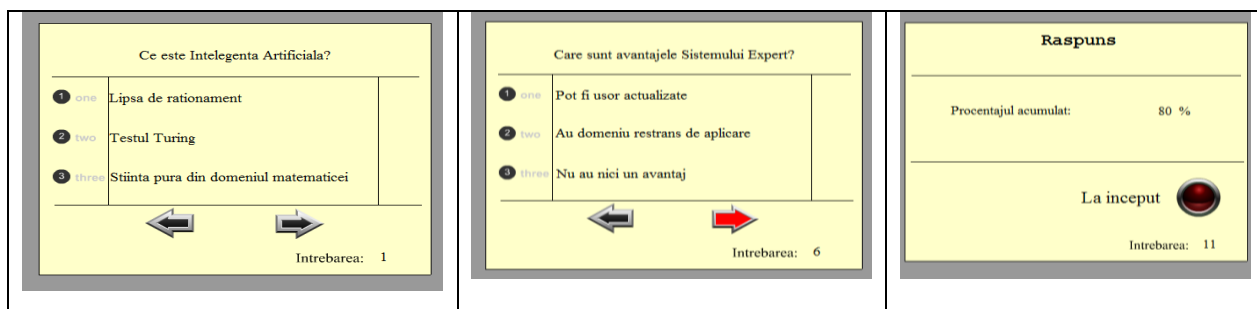 Ce este Intelegenta Artificiala?
1 one Lipsa de rationament
2 two Testul Turing
3 three Stiinta pura din domeniul matematicei
Intrebarea: 1
Care sunt avantajele Sistemului Expert?
1 one Pot fi usor actualizate
2 two Au domeniu restrans de aplicare
3 three Nu au nici un avantaj
Intrebarea: 6
Raspuns
Procentajul acumulat: 80 %
La inceput
Intrebarea: 11